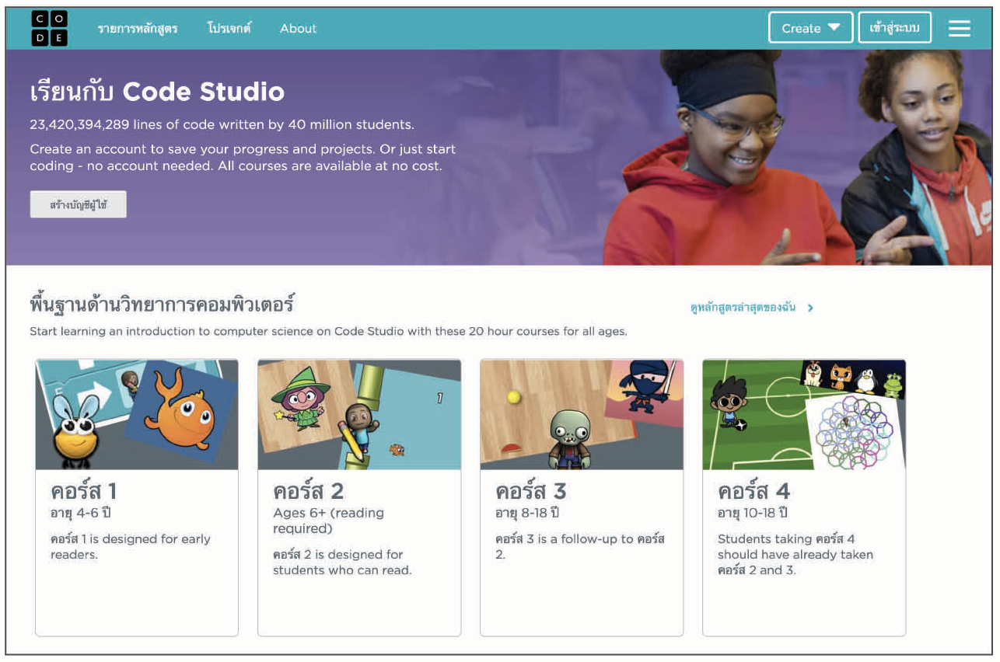 CODE
รายการหลักสูตร โปรเจกต์ About Create เข้าสู่ระบบ
เรียนกับ Code Studio
23,420,394,289 lines of code written by 40 million students.
Create an account to save your progress and projects. Or just start
coding - no account needed. All courses are available at no cost.
สร้างบัญชีผู้ใช้
พื้นฐานด้านวิทยาการคอมพิวเตอร์
ดูหลักสูตรล่าสุดของฉัน
Start learning an introduction to computer science on Code Studio with these 20 hour courses for all ages.
1
คอร์ส 1
อายุ 4-6 ปี
คอร์ส 1 is designed for early
readers.
คอร์ส 2
Ages 6+ (reading
required)
คอร์ส 2 is designed for
students who can read.
คอร์ส 3
อายุ 8-18 ปี
คอร์ส 3 is a follow-up to คอร์ส
2.
คอร์ส 4
อายุ 10-18 ปี
Students taking คอร์ส 4
should have already taken
คอร์ส 2 and 3.